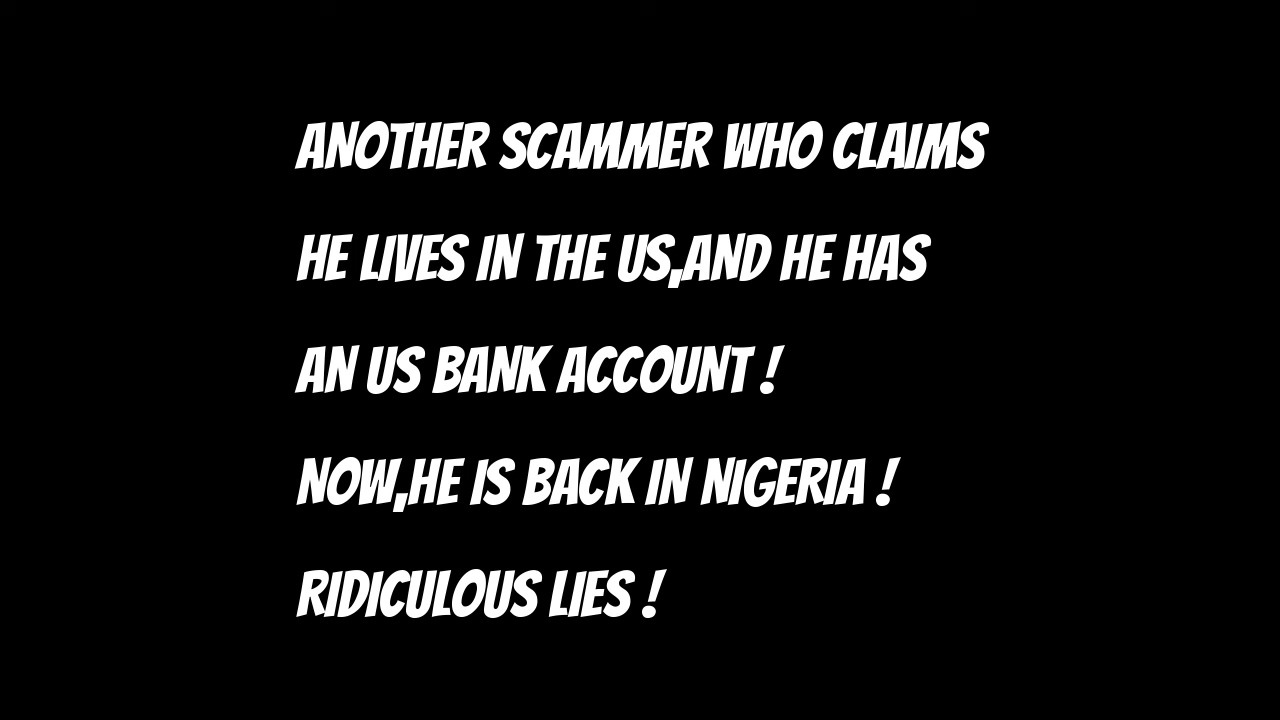 ANOTHER SCAMMER WHO CLAIMS
HE LIVES IN THE US,AND HE HAS
AN US BANK ACCOUNT !
NOW,HE IS BACK IN NIGERIA !
RIDICULOUS LIES !